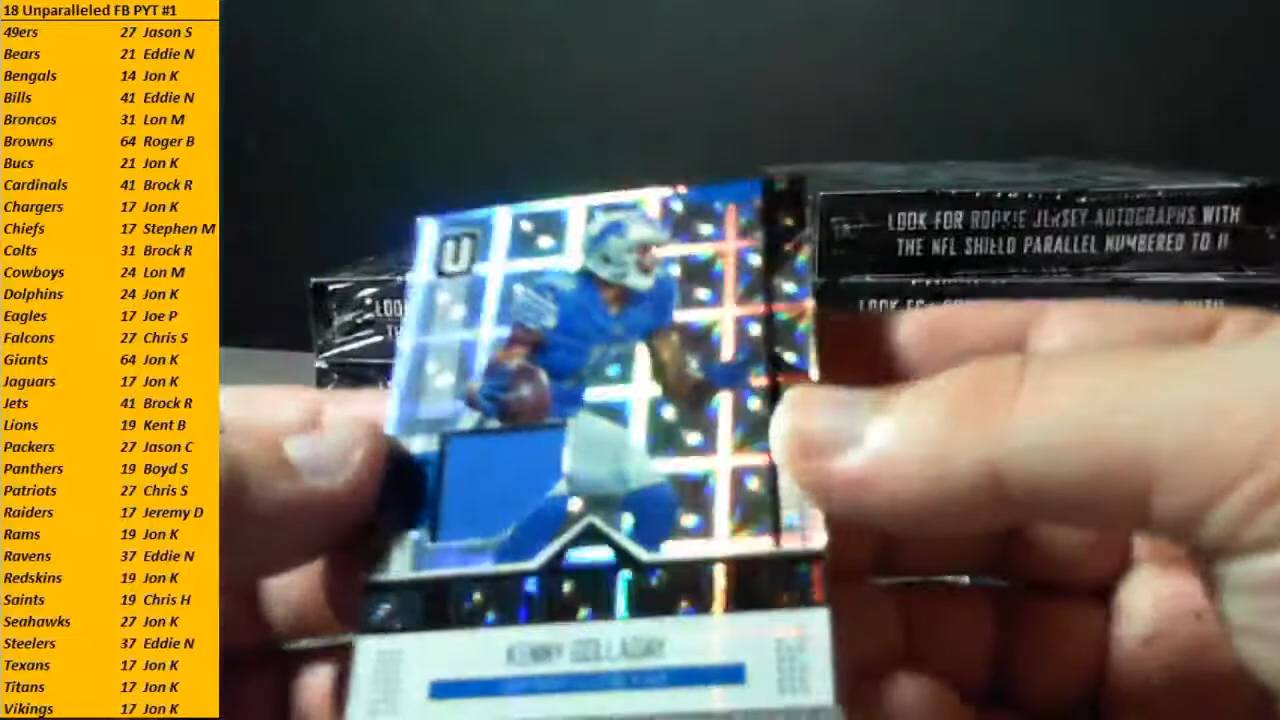 18 Unparalleled FB PYT #1
49ers 27 Jason S
Bears 21 Eddie N
Bengals 14 Jon K
Bills 41 Eddie N
Broncos 31 Lon M
Browns 64 Roger B
Bucs 21 Jon K
Cardinals 41 Brock R
Chargers 17 Jon K
Chiefs 17 Stephen M
Colts 31 Brock R
Cowboys 24 Lon M
Dolphins 24 Jon K
Eagles 17 Joe P
Falcons 27 Chris S
Giants 64 Jon K
Jaguars 17 Jon K
Jets 41 Brock R
Lions 19 Kent B
Packers 27 Jason C
Panthers 19 Boyd S
Patriots 27 Chris S
Raiders 17 Jeremy D
Rams 19 Jon K
Ravens 37 Eddie N
Redskins 19 Jon K
Saints 19 Chris H
Seahawks 27 Jon K
Steelers 37 Eddie N
Texans 17 Jon K
Titans 17 Jon K
Vikings 17 Jon K
U
KENNY GOLLADAY
LOOK FOR ROOKIE JERSEY AUTOGRAPHS WITH
THE NFL SHIELD PARALLEL NUMBERED TO 1!